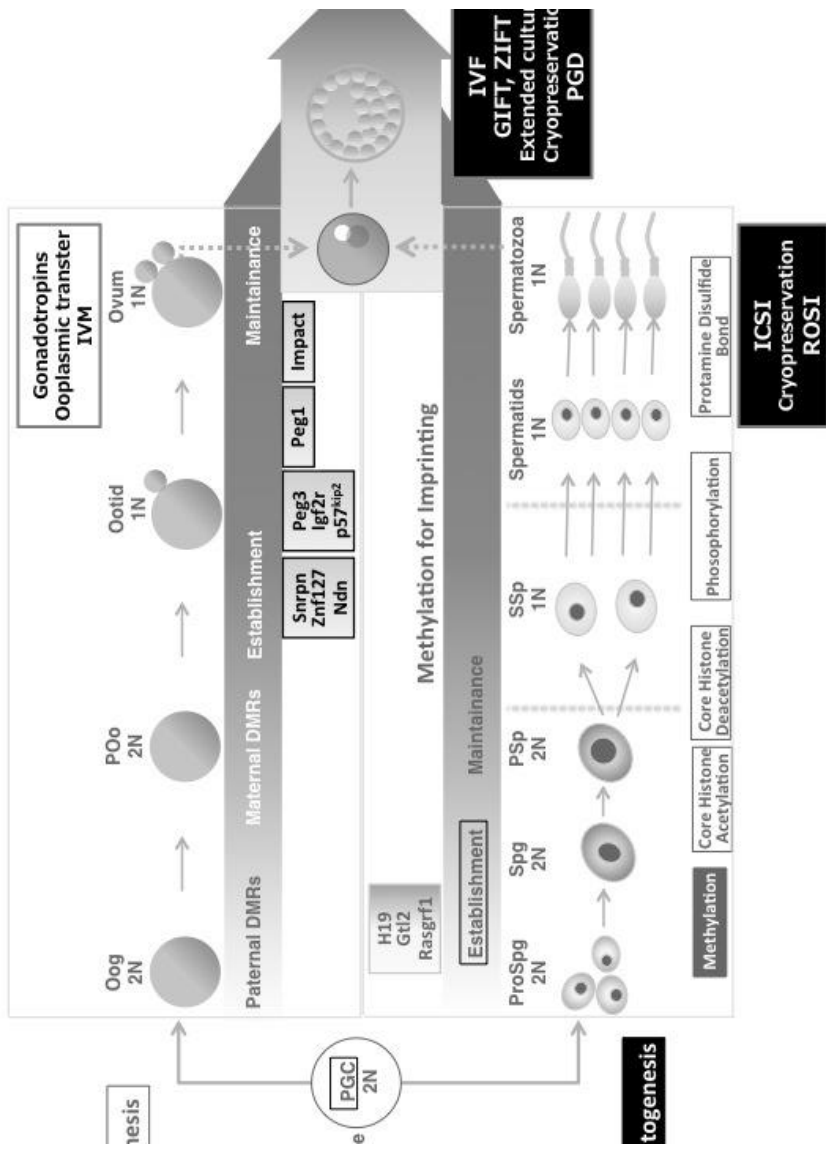 nesis
Gonadotropins
Ooplasmic transter
IVM
Oog
2N
POo
2N
Ootid
1N
Ovum
1N
Paternal DMRs
Maternal DMRs
Establishment
Maintainance
Snrpn
Znf127
Ndn
Peg3
Igf2r
p57kip2
Peg1
Impact
PGC
2N
e
H19
Gtl2
Rasgrf1
Methylation for Imprinting
Establishment
Maintainance
IVF
GIFT, ZIFT
Extended cultur
Cryopreservatio
PGD
ProSpg
2N
Spg
2N
PSp
2N
SSp
1N
Spermatids
1N
Spermatozoa
1N
togenesis
Methylation
Core Histone
Acetylation
Core Histone
Deacetylation
Phosophorylation
Protamine Disulfide
Bond
ICSI
Cryopreservation
ROSI